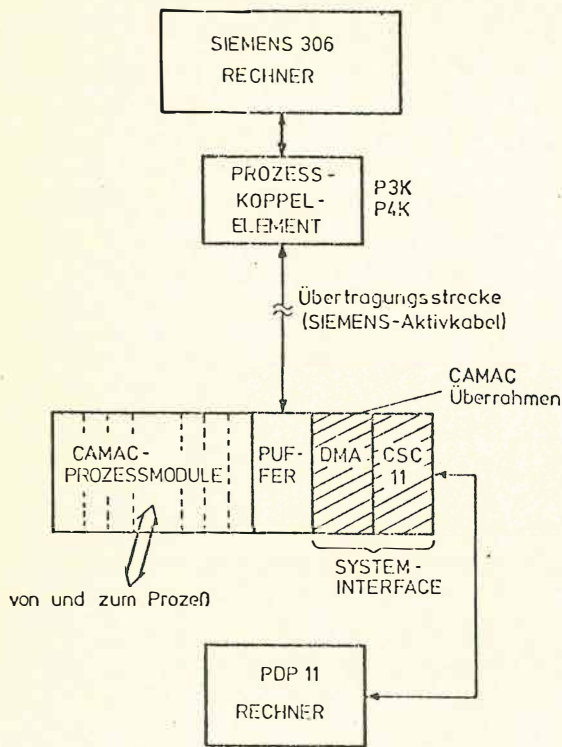 SIEMENS 306
RECHNER
PROZESS-
KOPPEL-
ELEMENT
P3K
P4K
Übertragungsstrecke
(SIEMENS-Aktivkabel)
CAMAC
Überrahmen
CAMAC-
PROZESSMODULE
PUF-
FER
DMA
CSC
11
SYSTEM-
INTERFACE
von und zum Prozeß
PDP 11
RECHNER